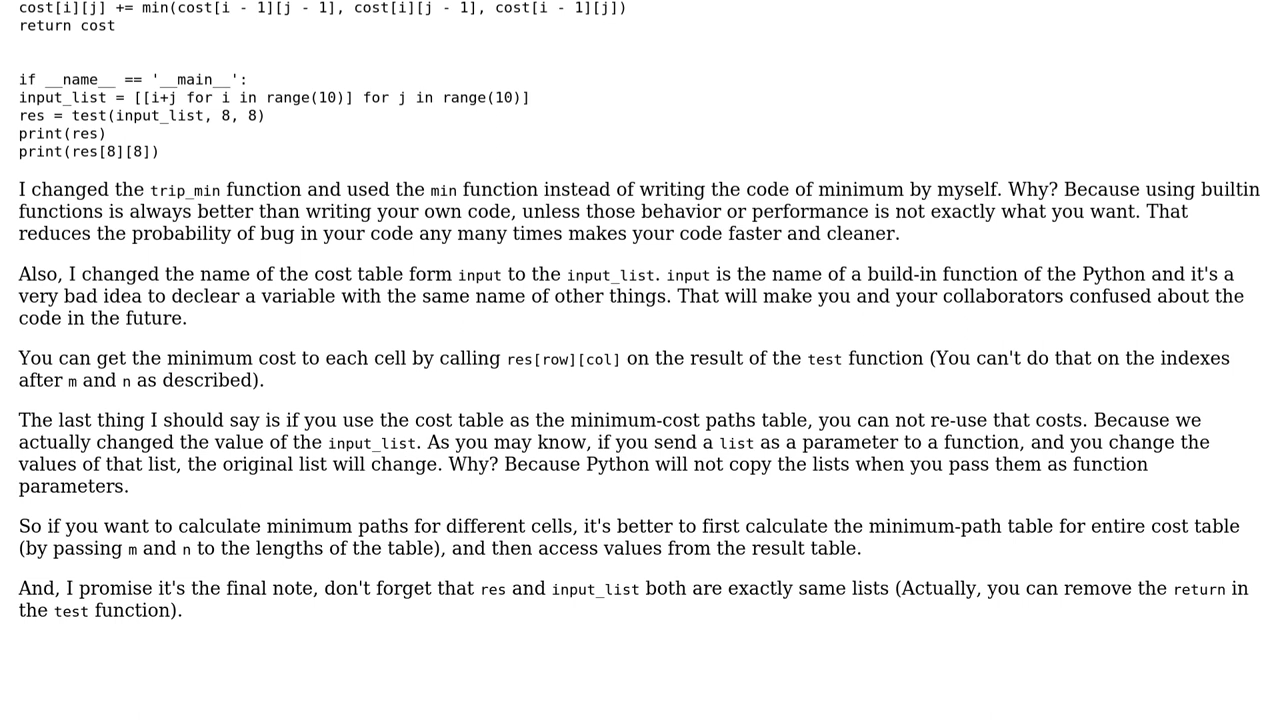 cost[i][j] += min(cost[i - 1][j - 1], cost[i][j - 1], cost[i - 1][j])
return cost
if __name__ == '__main__':
input_list = [[i+j for i in range(10)] for j in range(10)]
res = test(input_list, 8, 8)
print(res)
print(res[8][8])
I changed the trip_min function and used the min function instead of writing the code of minimum by myself. Why? Because using builtin
functions is always better than writing your own code, unless those behavior or performance is not exactly what you want. That
reduces the probability of bug in your code any many times makes your code faster and cleaner.
Also, I changed the name of the cost table form input to the input_list. input is the name of a build-in function of the Python and it's a
very bad idea to declear a variable with the same name of other things. That will make you and your collaborators confused about the
code in the future.
You can get the minimum cost to each cell by calling res[row][col] on the result of the test function (You can't do that on the indexes
after m and n as described).
The last thing I should say is if you use the cost table as the minimum-cost paths table, you can not re-use that costs. Because we
actually changed the value of the input_list. As you may know, if you send a list as a parameter to a function, and you change the
values of that list, the original list will change. Why? Because Python will not copy the lists when you pass them as function
parameters.
So if you want to calculate minimum paths for different cells, it's better to first calculate the minimum-path table for entire cost table
(by passing m and n to the lengths of the table), and then access values from the result table.
And, I promise it's the final note, don't forget that res and input_list both are exactly same lists (Actually, you can remove the return in
the test function).